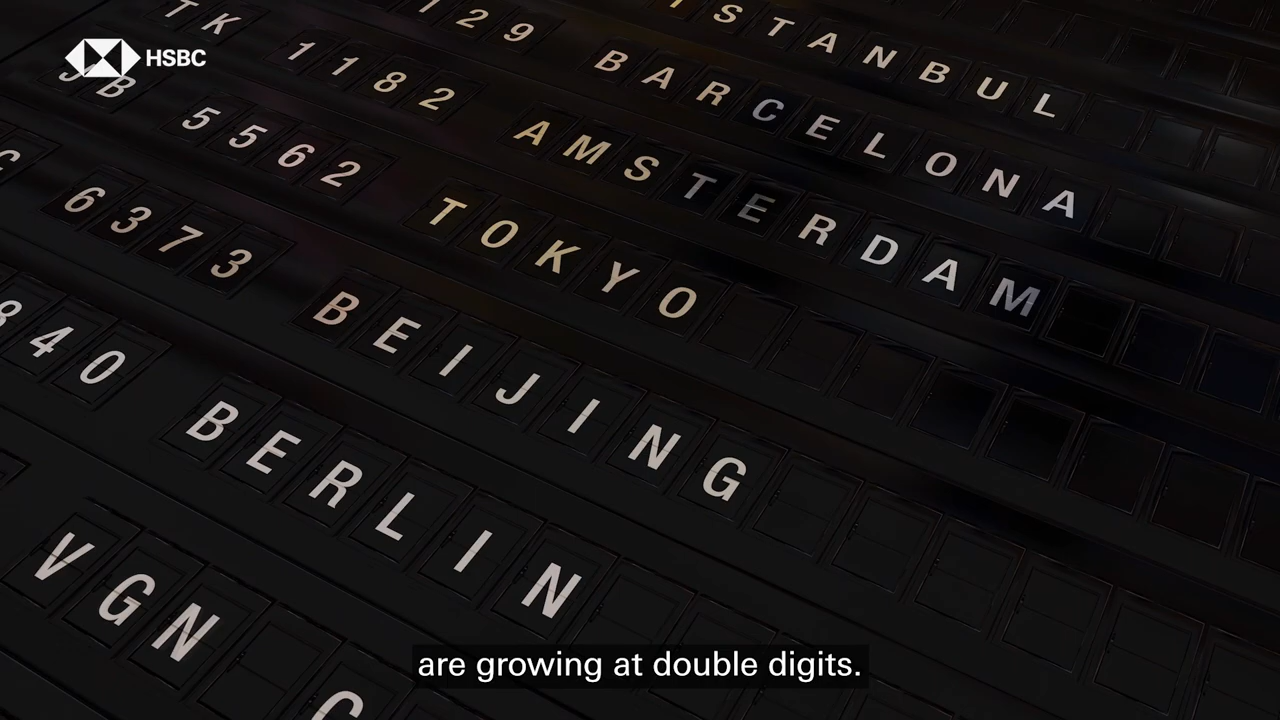 HSBC
ISTANBUL
129 BARCELONA
TK 1182 AMSTERDAM
JB 5562 TOKYO
6373 BEIJING
840 BERLIN
VGN
are growing at double digits.